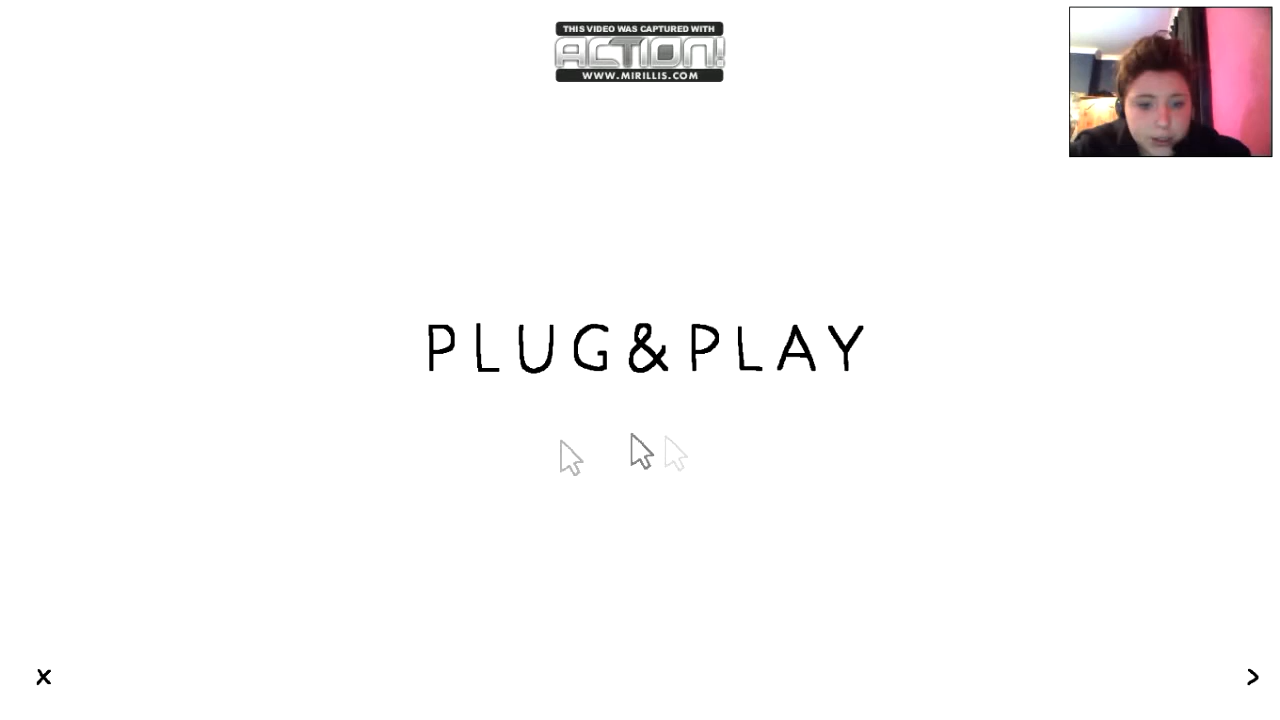 THIS VIDEO WAS CAPTURED WITH
ACTION!
WWW.MIRILLIS.COM
PLUG&PLAY
x >